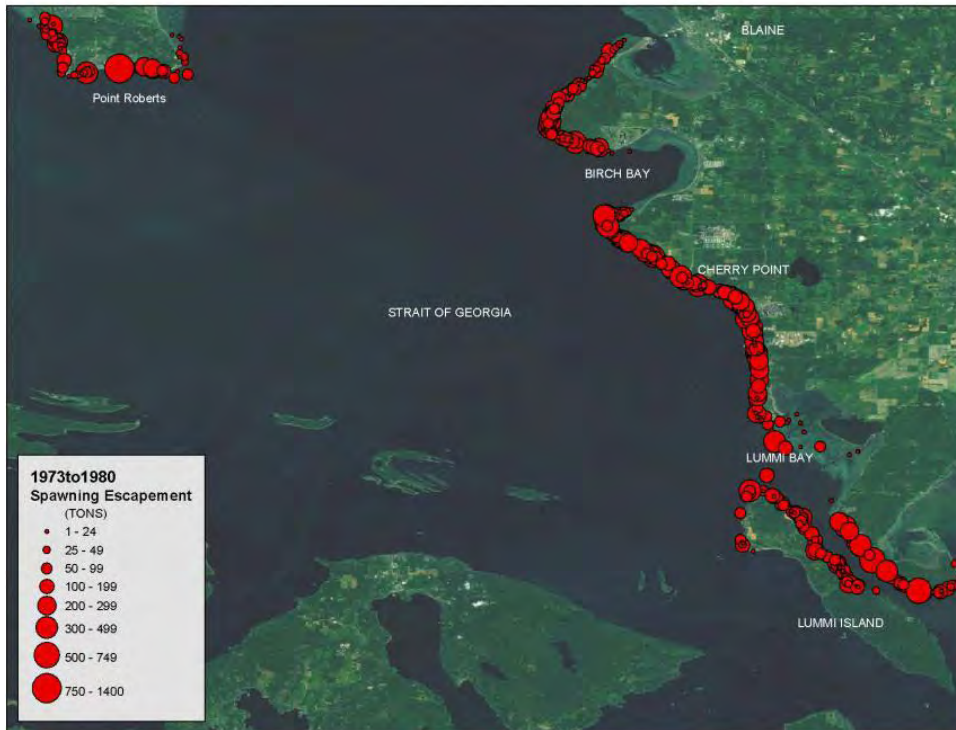 BLAINE
Point Roberts
BIRCH BAY
CHERRY POINT
STRAIT OF GEORGIA
LUMMI BAY
LUMMI ISLAND
1973to1980
Spawning Escapement
(TONS)
1 - 24
25 - 49
50 - 99
100 - 199
200 - 299
300 - 499
500 - 749
750 - 1400